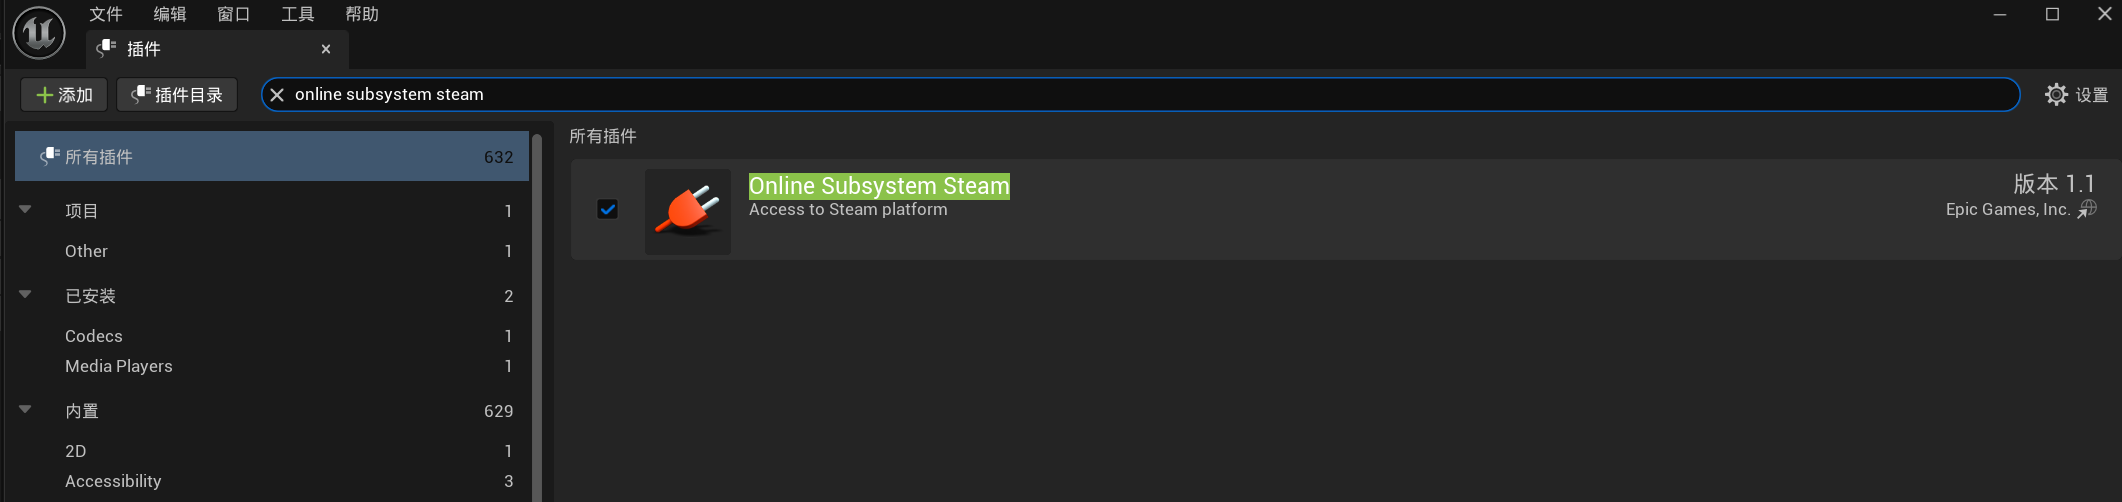 文件 编辑 窗口 工具 帮助
插件
添加 插件目录 online subsystem steam 设置
所有插件 632
项目 1
Other 1
已安装 2
Codecs 1
Media Players 1
内置 629
2D 1
Accessibility 3
所有插件
Online Subsystem Steam
Access to Steam platform
版本 1.1
Epic Games, Inc.